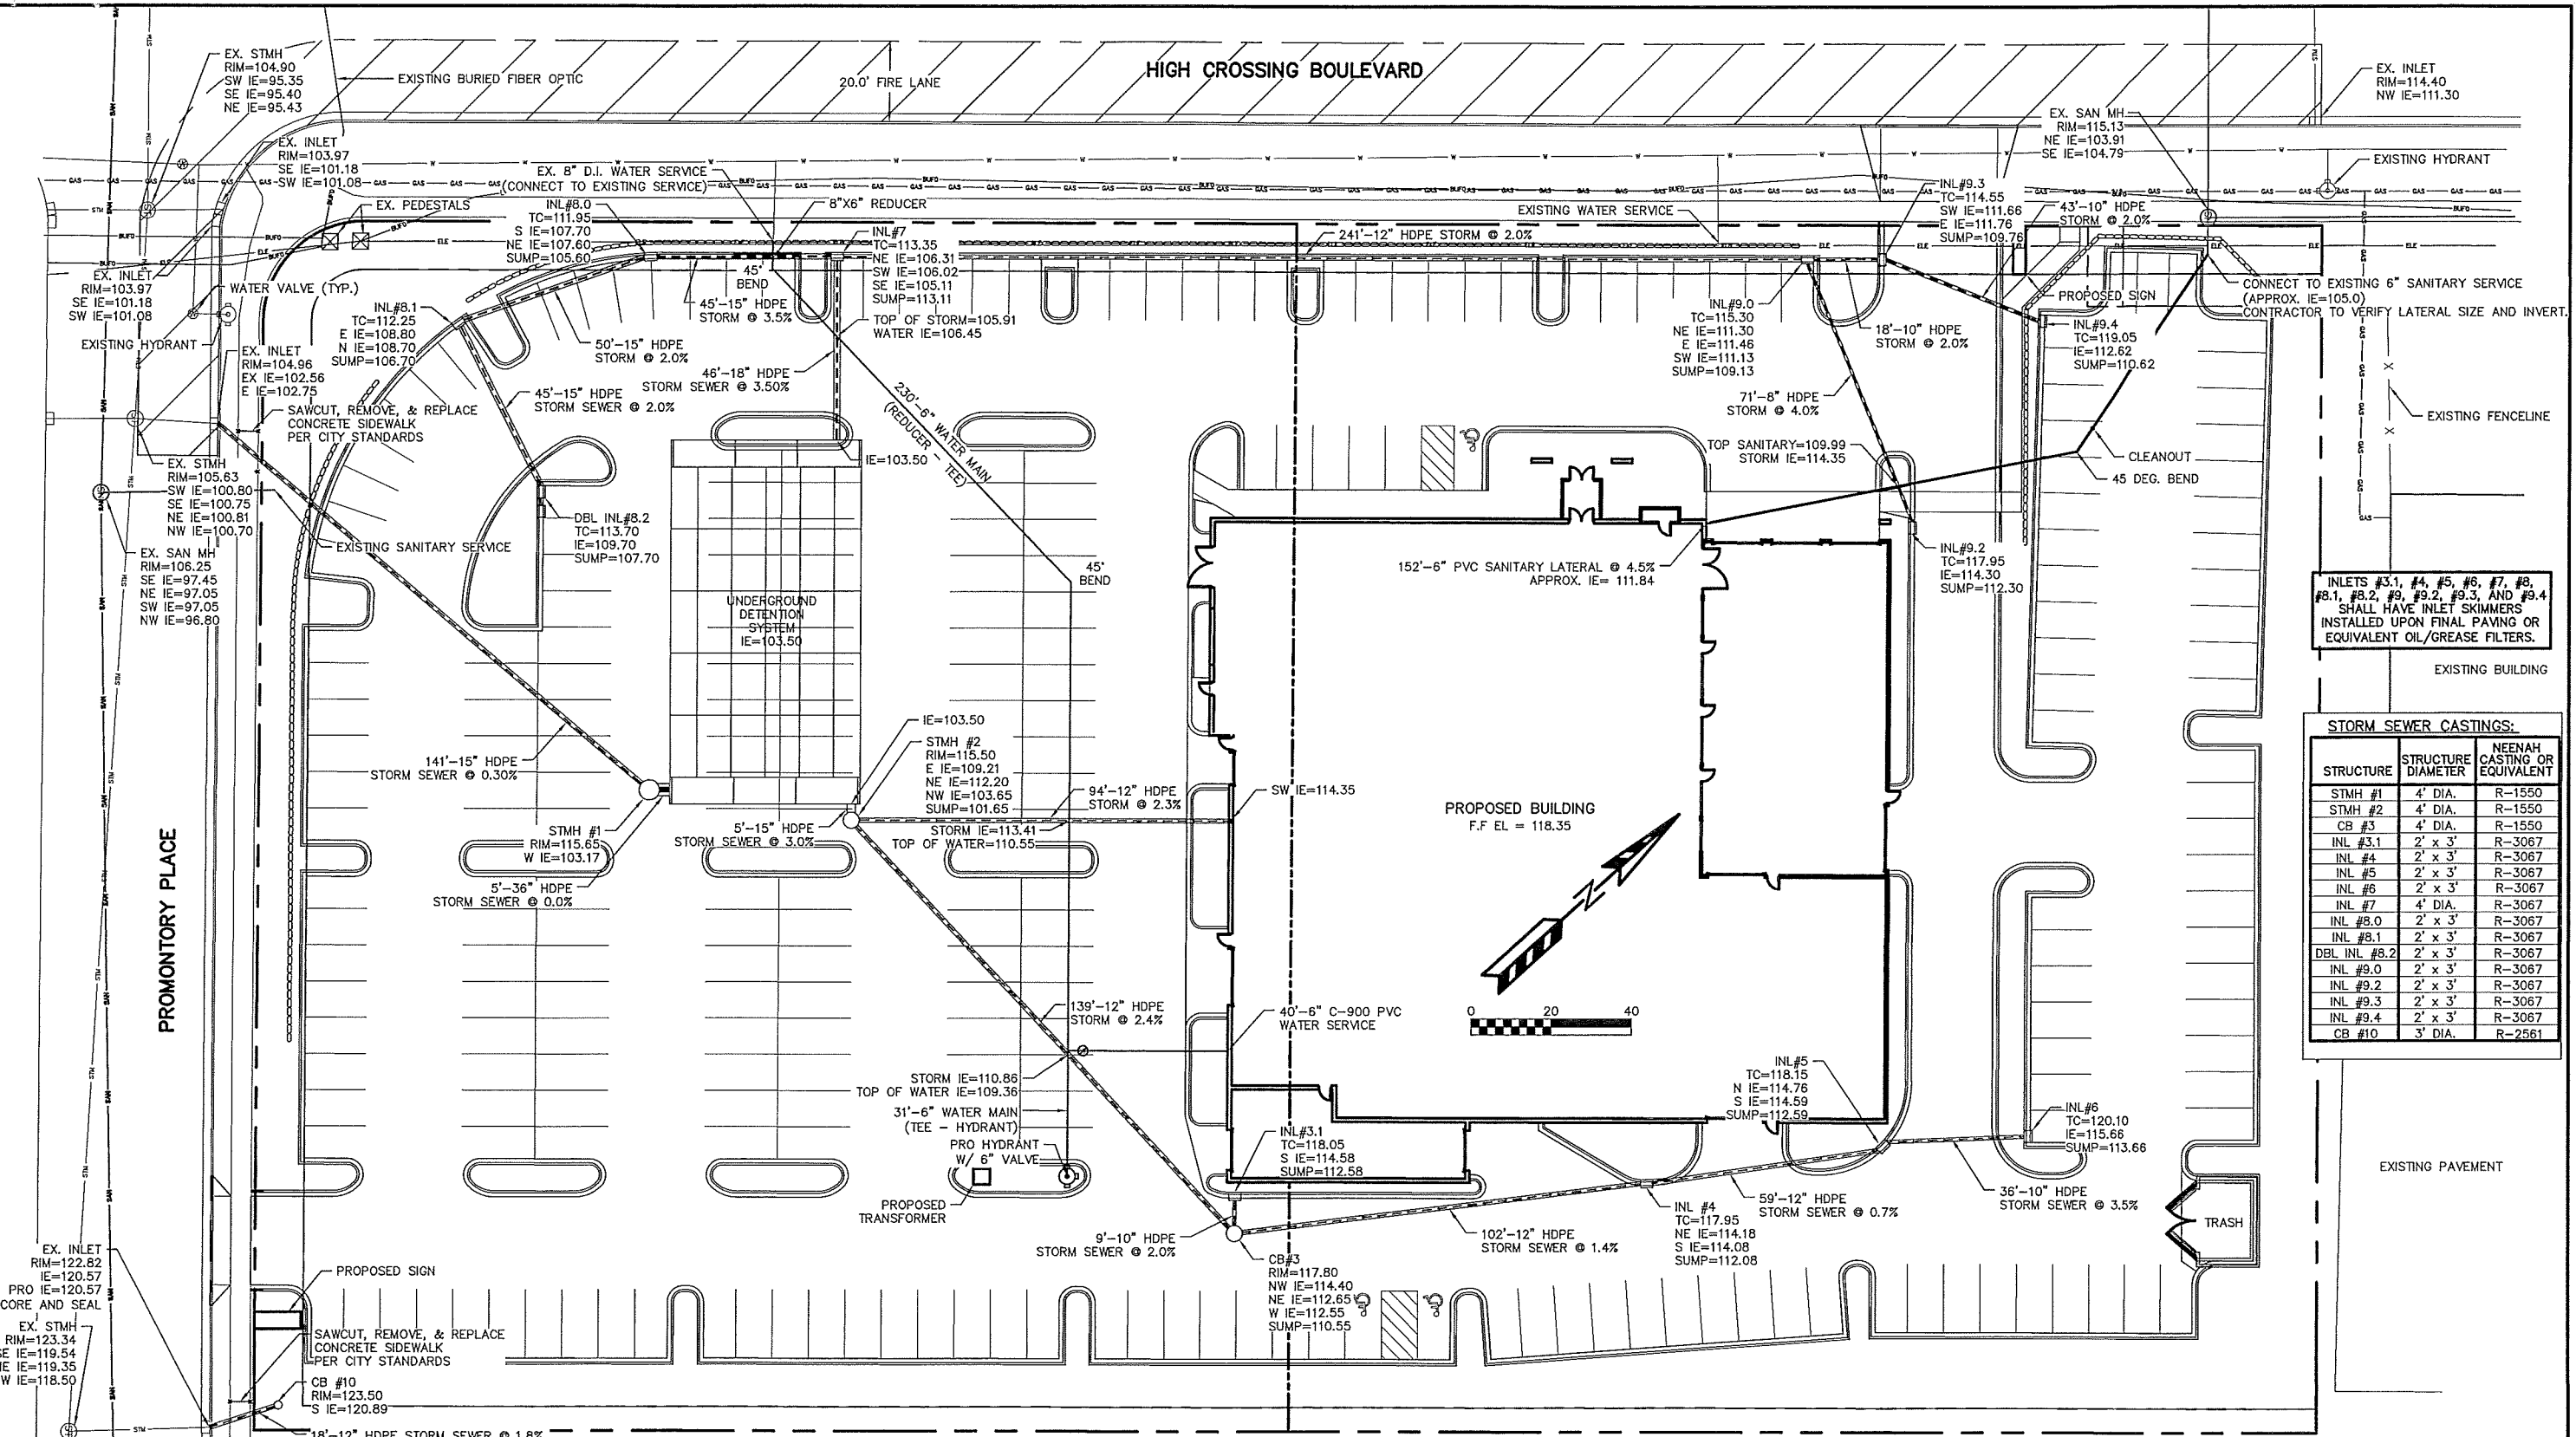 HIGH CROSSING BOULEVARD
EX. STMH
RIM=104.90
SW IE=95.35
SE IE=95.40
NE IE=95.43
EXISTING BURIED FIBER OPTIC
20.0' FIRE LANE
EX. INLET
RIM=114.40
NW IE=111.30
EX. SAN MH
RIM=115.13
NE IE=103.91
SE IE=104.79
EXISTING HYDRANT
EX. INLET
RIM=103.97
SE IE=101.18
SW IE=101.08
EX. PEDESTALS
EX. 8" D.I. WATER SERVICE
(CONNECT TO EXISTING SERVICE)
8"X6" REDUCER
EXISTING WATER SERVICE
INL#8.0
TC=111.95
S IE=107.70
NE IE=107.60
SUMP=105.60
45°
BEND
INL#7
TC=113.35
NE IE=106.31
SW IE=106.02
SE IE=105.11
SUMP=113.11
TOP OF STORM=105.91
WATER IE=106.45
241'-12" HDPE STORM @ 2.0%
INL#9.3
TC=114.55
SW IE=111.66
E IE=111.76
SUMP=109.76
43'-10" HDPE
STORM @ 2.0%
PROPOSED SIGN
CONNECT TO EXISTING 6" SANITARY SERVICE
(APPROX. IE=105.0)
CONTRACTOR TO VERIFY LATERAL SIZE AND INVERT.
EX. INLET
RIM=103.97
SE IE=101.18
SW IE=101.08
WATER VALVE (TYP.)
EXISTING HYDRANT
INL#8.1
TC=112.25
E IE=108.80
N IE=108.70
SUMP=106.70
45'-15" HDPE
STORM @ 3.5%
50'-15" HDPE
STORM @ 2.0%
46'-18" HDPE
STORM SEWER @ 3.50%
45'-15" HDPE
STORM SEWER @ 2.0%
INL#9.0
TC=115.30
NE IE=111.30
E IE=111.46
SW IE=111.13
SUMP=109.13
18'-10" HDPE
STORM @ 2.0%
71'-8" HDPE
STORM @ 4.0%
INL#9.4
TC=119.05
IE=112.62
SUMP=110.62
EX. INLET
RIM=104.96
EX IE=102.56
E IE=102.75
SAWCUT, REMOVE, & REPLACE
CONCRETE SIDEWALK
PER CITY STANDARDS
EX. STMH
RIM=105.63
SW IE=100.80
SE IE=100.75
NE IE=100.81
NW IE=100.70
EXISTING SANITARY SERVICE
EX. SAN MH
RIM=106.25
SE IE=97.45
NE IE=97.05
SW IE=97.05
NW IE=96.80
230'-6" WATER MAIN
(REDUCER - TEE)
IE=103.50
DBL INL#8.2
TC=113.70
IE=109.70
SUMP=107.70
UNDERGROUND
DETENTION
SYSTEM
IE=103.50
45°
BEND
TOP SANITARY=109.99
STORM IE=114.35
CLEANOUT
45 DEG. BEND
EXISTING FENCELINE
152'-6" PVC SANITARY LATERAL @ 4.5%
APPROX. IE= 111.84
INL#9.2
TC=117.95
IE=114.30
SUMP=112.30
INLETS #3.1, #4, #5, #6, #7, #8,
#8.1, #8.2, #9, #9.2, #9.3, AND #9.4
SHALL HAVE INLET SKIMMERS
INSTALLED UPON FINAL PAVING OR
EQUIVALENT OIL/GREASE FILTERS.
EXISTING BUILDING
STORM SEWER CASTINGS:
STRUCTURE STRUCTURE DIAMETER NEENAH CASTING OR EQUIVALENT
STMH #1 4' DIA. R-1550
STMH #2 4' DIA. R-1550
CB #3 4' DIA. R-1550
INL #3.1 2' x 3' R-3067
INL #4 2' x 3' R-3067
INL #5 2' x 3' R-3067
INL #6 2' x 3' R-3067
INL #7 4' DIA. R-3067
INL #8.0 2' x 3' R-3067
INL #8.1 2' x 3' R-3067
DBL INL #8.2 2' x 3' R-3067
INL #9.0 2' x 3' R-3067
INL #9.2 2' x 3' R-3067
INL #9.3 2' x 3' R-3067
INL #9.4 2' x 3' R-3067
CB #10 3' DIA. R-2561
141'-15" HDPE
STORM SEWER @ 0.30%
IE=103.50
STMH #2
RIM=115.50
E IE=109.21
NE IE=112.20
NW IE=103.65
SUMP=101.65
94'-12" HDPE
STORM @ 2.3%
SW IE=114.35
STMH #1
RIM=115.65
W IE=103.17
5'-15" HDPE
STORM SEWER @ 3.0%
STORM IE=113.41
TOP OF WATER=110.55
5'-36" HDPE
STORM SEWER @ 0.0%
PROPOSED BUILDING
F.F EL = 118.35
N
0 20 40
PROMONTORY PLACE
139'-12" HDPE
STORM @ 2.4%
40'-6" C-900 PVC
WATER SERVICE
STORM IE=110.86
TOP OF WATER IE=109.36
31'-6" WATER MAIN
(TEE - HYDRANT)
PRO HYDRANT
W/ 6" VALVE
PROPOSED
TRANSFORMER
INL#5
TC=118.15
N IE=114.76
S IE=114.59
SUMP=112.59
INL#3.1
TC=118.05
S IE=114.58
SUMP=112.58
INL#6
TC=120.10
IE=115.66
SUMP=113.66
EXISTING PAVEMENT
36'-10" HDPE
STORM SEWER @ 3.5%
59'-12" HDPE
STORM SEWER @ 0.7%
TRASH
INL #4
TC=117.95
NE IE=114.18
S IE=114.08
SUMP=112.08
102'-12" HDPE
STORM SEWER @ 1.4%
9'-10" HDPE
STORM SEWER @ 2.0%
CB#3
RIM=117.80
NW IE=114.40
NE IE=112.65
W IE=112.55
SUMP=110.55
EX. INLET
RIM=122.82
IE=120.57
PRO IE=120.57
CORE AND SEAL
EX. STMH
RIM=123.34
SE IE=119.54
NE IE=119.35
W IE=118.50
PROPOSED SIGN
SAWCUT, REMOVE, & REPLACE
CONCRETE SIDEWALK
PER CITY STANDARDS
CB #10
RIM=123.50
S IE=120.89
18'-12" HDPE STORM SEWER @ 1.8%